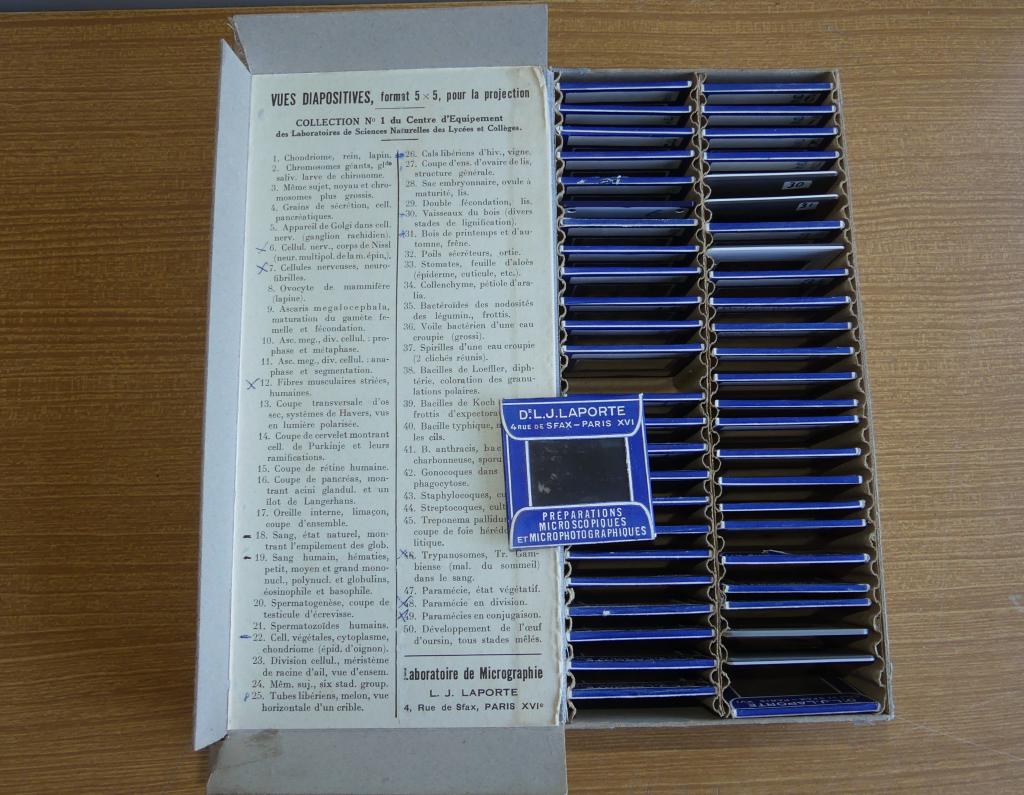 VUES DIAPOSITIVES, format 5 × 5, pour la projection
COLLECTION No 1 du Centre d'Equipement
des Laboratoires de Sciences Naturelles des Lycées et Collèges.
1. Chondriome, rein, lapin.
2. Chromosomes géants, glde
saliv. larve de chironome.
3. Même sujet, noyau et chro-
mosomes plus grossis.
4. Grains de sécrétion, cell.
pancréatiques.
5. Appareil de Golgi dans cell.
nerv. (ganglion rachidien).
6. Cellul. nerv., corps de Nissl
(neur. multipol. de la m. épin.).
7. Cellules nerveuses, neuro-
fibrilles.
8. Ovocyte de mammifère
(lapine).
9. Ascaris megalocephala,
maturation du gamète fe-
melle et fécondation.
10. Asc. meg., div. cellul. : pro-
phase et métaphase.
11. Asc. meg., div. cellul. : ana-
phase et segmentation.
12. Fibres musculaires striées,
humaines.
13. Coupe transversale d'os
sec, systèmes de Havers, vus
en lumière polarisée.
14. Coupe de cervelet montrant
cell. de Purkinje et leurs
ramifications.
15. Coupe de rétine humaine.
16. Coupe de pancréas, mon-
trant acini glandul. et un
îlot de Langerhans.
17. Oreille interne, limaçon,
coupe d'ensemble.
18. Sang, état naturel, mon-
trant l'empilement des glob.
19. Sang humain, hématies,
petit, moyen et grand mono-
nucl., polynucl. et globulins,
éosinophile et basophile.
20. Spermatogenèse, coupe de
testicule d'écrevisse.
21. Spermatozoïdes humains.
22. Cell. végétales, cytoplasme,
chondriome (épid. d'oignon).
23. Division cellul., méristème
de racine d'ail, vue d'ensem.
24. Mêm. suj., six stad. group.
25. Tubes libériens, melon, vue
horizontale d'un crible.
26. Cals libériens d'hiv., vigne.
27. Coupe d'ens. d'ovaire de lis,
structure générale.
28. Sac embryonnaire, ovule à
maturité, lis.
29. Double fécondation, lis.
30. Vaisseaux du bois (divers
stades de lignification).
31. Bois de printemps et d'au-
tomne, frêne.
32. Poils sécréteurs, ortie.
33. Stomates, feuille d'aloès
(épiderme, cuticule, etc.).
34. Collenchyme, pétiole d'ara-
lia.
35. Bactéroïdes des nodosités
des légumin., frottis.
36. Voile bactérien d'une eau
croupie (grossi).
37. Spirilles d'une eau croupie
(2 clichés réunis).
38. Bacilles de Loeffler, diph-
térie, coloration des granu-
lations polaires.
39. Bacilles de Koch
frottis d'expectora
40. Bacille typhique,
les cils.
41. B. anthracis, bac
charbonneuse, sporu
42. Gonocoques dans
phagocytose.
43. Staphylocoques, cu
44. Streptocoques, cult
45. Treponema pallidu
coupe de foie héréd
litique.
46. Trypanosomes, Tr. Gam-
biense (mal. du sommeil)
dans le sang.
47. Paramécie, état végétatif.
48. Paramécie en division.
49. Paramécies en conjugaison.
50. Développement de l'œuf
d'oursin, tous stades mêlés.
Laboratoire de Micrographie
L. J. LAPORTE
4, Rue de Sfax, PARIS XVIe
Dr L.J. LAPORTE
4 RUE DE SFAX - PARIS XVI
PRÉPARATIONS
MICROSCOPIQUES
ET MICROPHOTOGRAPHIQUES
30
31
L.J. LAPORTE